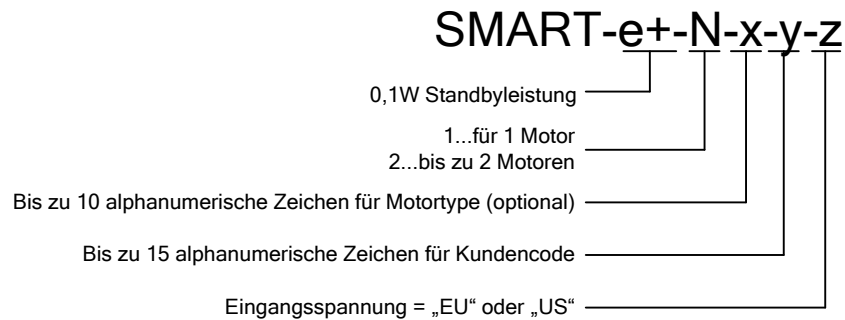 SMART-e+-N-x-y-z
0,1W Standbyleistung
1...für 1 Motor
2...bis zu 2 Motoren
Bis zu 10 alphanumerische Zeichen für Motortype (optional)
Bis zu 15 alphanumerische Zeichen für Kundencode
Eingangsspannung = „EU“ oder „US“